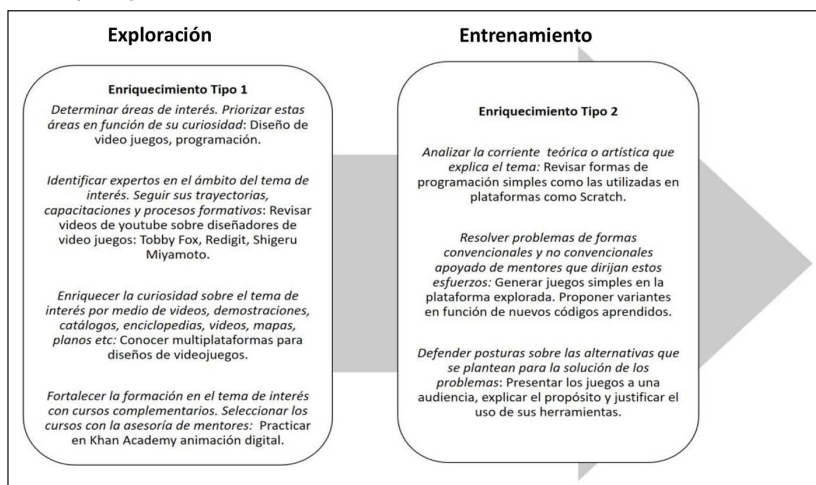 Exploración
Enriquecimiento Tipo 1
Determinar áreas de interés. Priorizar estas
áreas en función de su curiosidad: Diseño de
video juegos, programación.
Identificar expertos en el ámbito del tema de
interés. Seguir sus trayectorias,
capacitaciones y procesos formativos: Revisar
videos de youtube sobre diseñadores de
video juegos: Tobby Fox, Redigit, Shigeru
Miyamoto.
Enriquecer la curiosidad sobre el tema de
interés por medio de videos, demostraciones,
catálogos, enciclopedias, videos, mapas,
planos etc: Conocer multiplataformas para
diseños de videojuegos.
Fortalecer la formación en el tema de interés
con cursos complementarios. Seleccionar los
cursos con la asesoría de mentores: Practicar
en Khan Academy animación digital.
Entrenamiento
Enriquecimiento Tipo 2
Analizar la corriente teórica o artística que
explica el tema: Revisar formas de
programación simples como las utilizadas en
plataformas como Scratch.
Resolver problemas de formas
convencionales y no convencionales
apoyado de mentores que dirijan estos
esfuerzos: Generar juegos simples en la
plataforma explorada. Proponer variantes
en función de nuevos códigos aprendidos.
Defender posturas sobre las alternativas que
se plantean para la solución de los
problemas: Presentar los juegos a una
audiencia, explicar el propósito y justificar el
uso de sus herramientas.